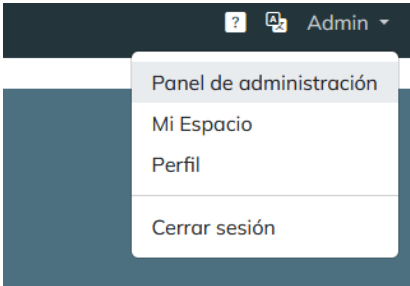 ? A Admin
Panel de administración
Mi Espacio
Perfil
Cerrar sesión